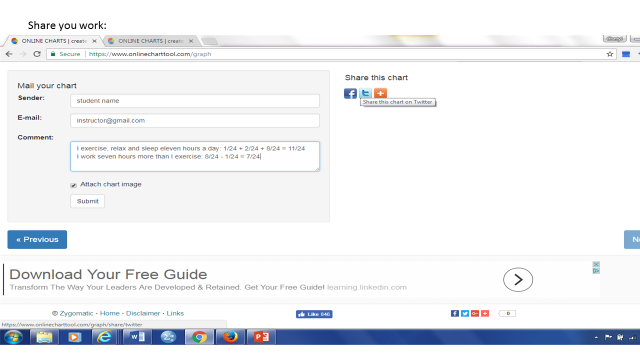 Share you work:
ONLINE CHARTS | create
ONLINE CHARTS | create
Secure | https://www.onlinecharttool.com/graph
Mail your chart
Sender:
student name
E-mail:
instructor@gmail.com
Comment:
I exercise, relax and sleep eleven hours a day: 1/24 + 2/24 + 8/24 = 11/24
I work seven hours more than I exercise: 8/24 - 1/24 = 7/24
Attach chart image
Submit
Share this chart
Share this chart on Twitter
« Previous
Download Your Free Guide
Transform The Way Your Leaders Are Developed & Retained. Get Your Free Guide! learning.linkedin.com
© Zygomatic - Home - Disclaimer - Links
Like 846
0
https://www.onlinecharttool.com/graph/share/twitter